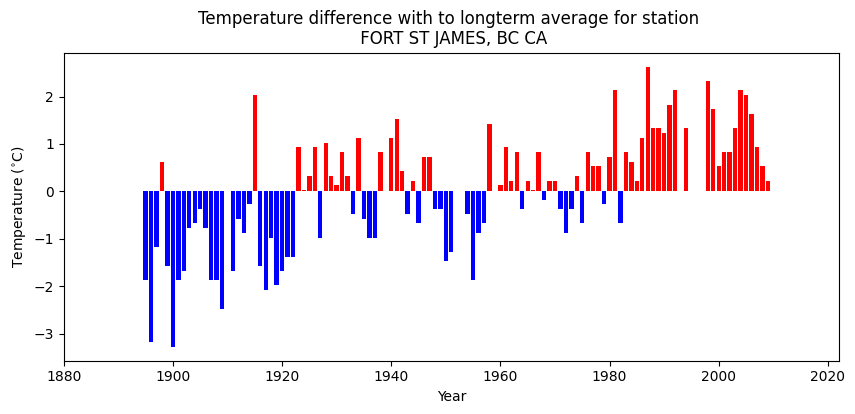 Temperature difference with to longterm average for station
FORT ST JAMES, BC CA
Temperature (°C)
2
1
0
−1
−2
−3
1880 1900 1920 1940 1960 1980 2000 2020
Year